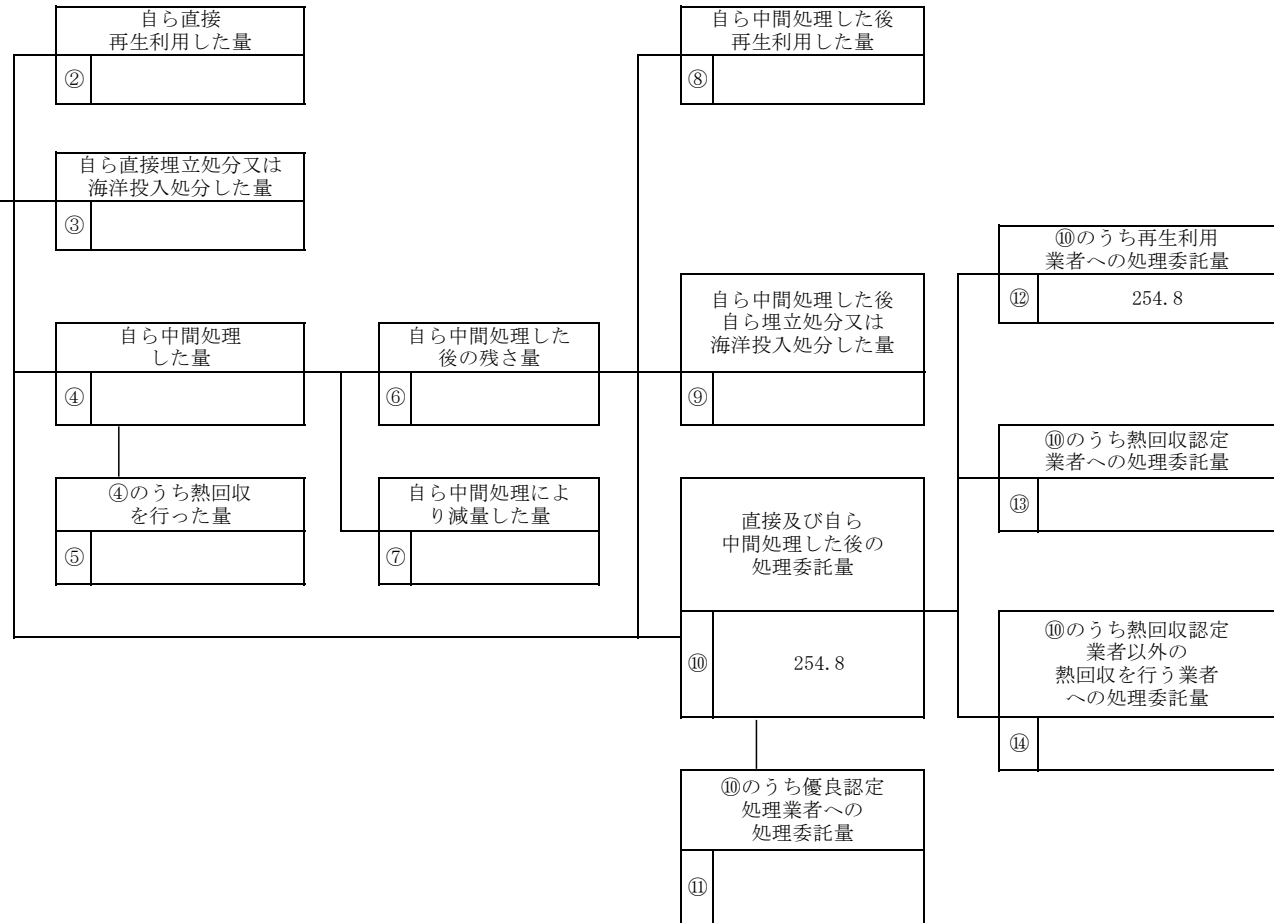 自ら直接
再生利用した量
②
自ら中間処理した後
再生利用した量
⑧
自ら直接埋立処分又は
海洋投入処分した量
③
⑩のうち再生利用
業者への処理委託量
⑫ 254.8
自ら中間処理
した量
④
自ら中間処理した
後の残さ量
⑥
自ら中間処理した後
自ら埋立処分又は
海洋投入処分した量
⑨
⑩のうち熱回収認定
業者への処理委託量
⑬
④のうち熱回収
を行った量
⑤
自ら中間処理によ
り減量した量
⑦
直接及び自ら
中間処理した後の
処理委託量
⑩ 254.8
⑩のうち熱回収認定
業者以外の
熱回収を行う業者
への処理委託量
⑭
⑩のうち優良認定
処理業者への
処理委託量
⑪